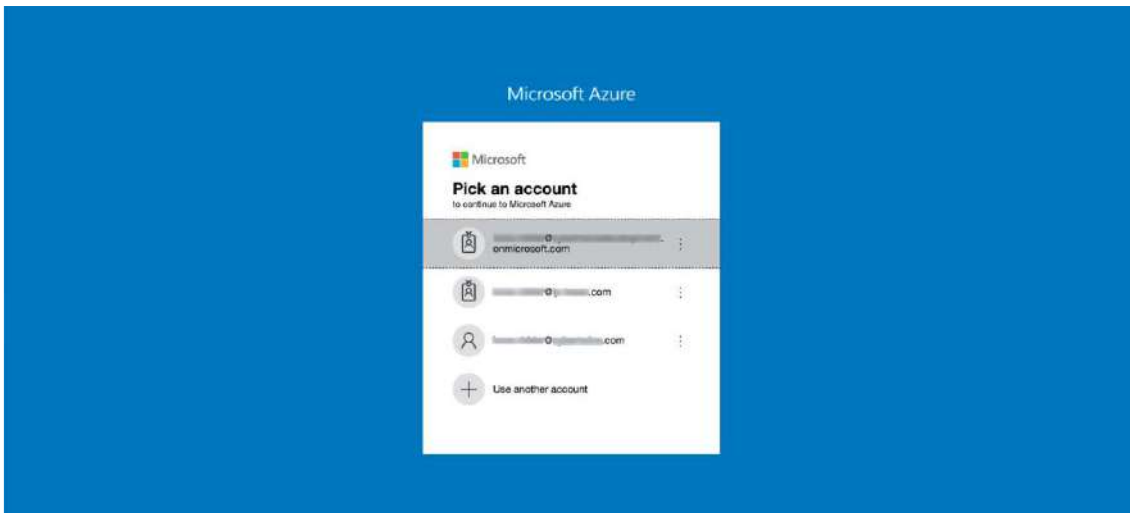 Microsoft Azure
Microsoft
Pick an account
to continue to Microsoft Azure
@ .
onmicrosoft.com
@ .com
@ .com
Use another account